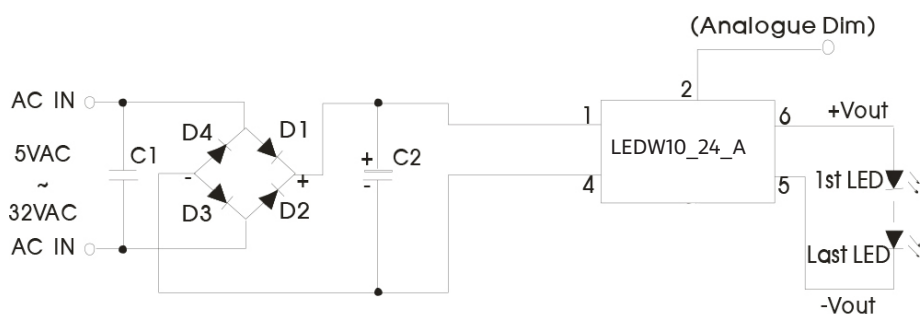 (Analogue Dim)
AC IN
5VAC
~
32VAC
AC IN
C1
D4
D1
D3
D2
-
+
+
-
C2
1
2
4
LEDW10_24_A
6
5
+Vout
1st LED
Last LED
-Vout